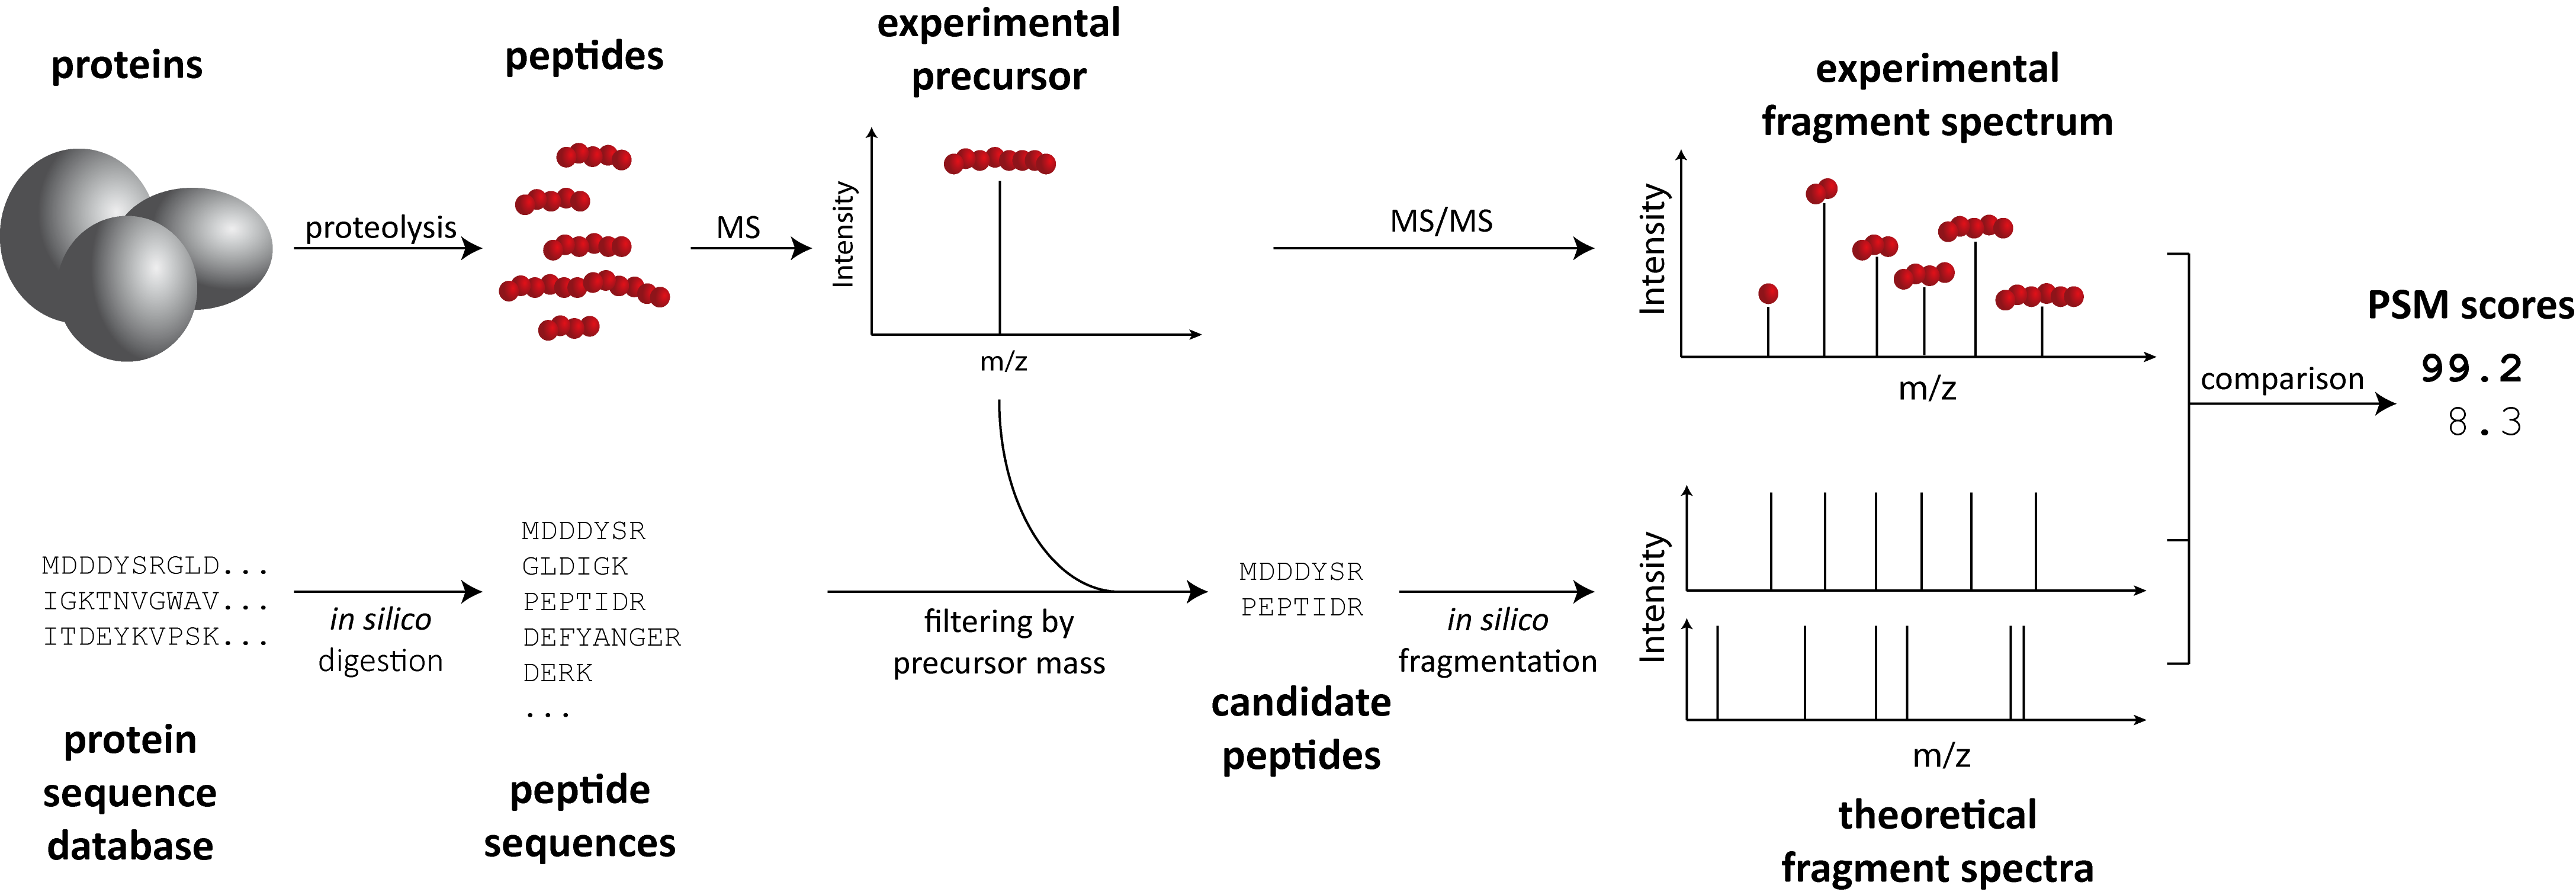 proteins
proteolysis
peptides
MS
experimental
precursor
Intensity
m/z
MS/MS
experimental
fragment spectrum
Intensity
m/z
MDDDYSRGLD...
IGKTNVGWAV...
ITDEYKVPSK...
protein
sequence
database
in silico
digestion
MDDDYSR
GLDIGK
PEPTIDR
DEFYANGER
DERK
...
peptide
sequences
filtering by
precursor mass
MDDDYSR
PEPTIDR
candidate
peptides
in silico
fragmentation
Intensity
m/z
theoretical
fragment spectra
comparison
PSM scores
99.2
8.3